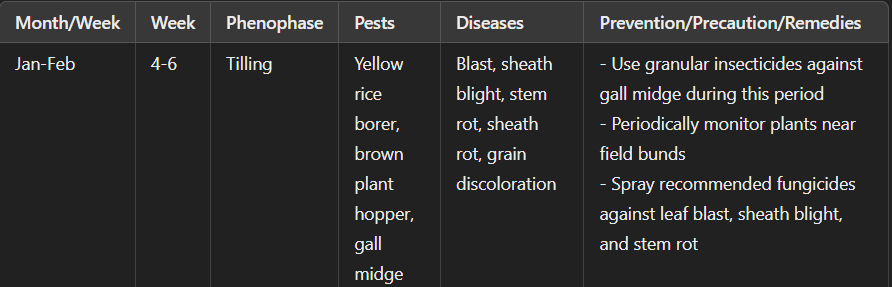 Month/Week Week Phenophase Pests Diseases Prevention/Precaution/Remedies
Jan-Feb 4-6 Tilling Yellow Blast, sheath - Use granular insecticides against
rice blight, stem gall midge during this period
borer, rot, sheath - Periodically monitor plants near
brown rot, grain field bunds
plant discoloration - Spray recommended fungicides
hopper, against leaf blast, sheath blight,
gall and stem rot
midge